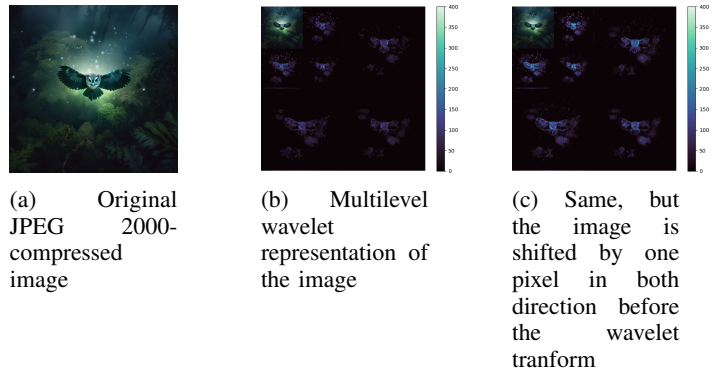 400
350
300
250
200
150
100
50
0
400
350
300
250
200
150
100
50
0
(a) Original
JPEG 2000-
compressed
image
(b) Multilevel
wavelet
representation of
the image
(c) Same, but
the image is
shifted by one
pixel in both
direction before
the wavelet
tranform